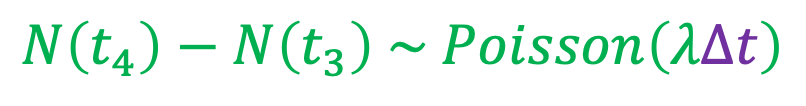 N(t₄) − N(t₃) ~ Poisson(λΔt)